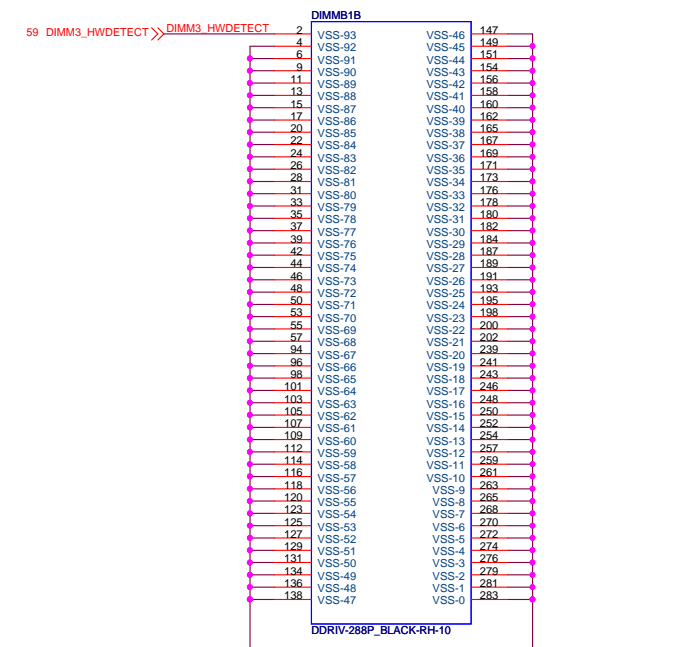 DIMMB1B
59 DIMM3_HWDETECT DIMM3_HWDETECT 2 VSS-93 VSS-46 147
4 VSS-92 VSS-45 149
6 VSS-91 VSS-44 151
9 VSS-90 VSS-43 154
11 VSS-89 VSS-42 156
13 VSS-88 VSS-41 158
15 VSS-87 VSS-40 160
17 VSS-86 VSS-39 162
20 VSS-85 VSS-38 165
22 VSS-84 VSS-37 167
24 VSS-83 VSS-36 169
26 VSS-82 VSS-35 171
28 VSS-81 VSS-34 173
31 VSS-80 VSS-33 176
33 VSS-79 VSS-32 178
35 VSS-78 VSS-31 180
37 VSS-77 VSS-30 182
39 VSS-76 VSS-29 184
42 VSS-75 VSS-28 187
44 VSS-74 VSS-27 189
46 VSS-73 VSS-26 191
48 VSS-72 VSS-25 193
50 VSS-71 VSS-24 195
53 VSS-70 VSS-23 198
55 VSS-69 VSS-22 200
57 VSS-68 VSS-21 202
94 VSS-67 VSS-20 239
96 VSS-66 VSS-19 241
98 VSS-65 VSS-18 243
101 VSS-64 VSS-17 246
103 VSS-63 VSS-16 248
105 VSS-62 VSS-15 250
107 VSS-61 VSS-14 252
109 VSS-60 VSS-13 254
112 VSS-59 VSS-12 257
114 VSS-58 VSS-11 259
116 VSS-57 VSS-10 261
118 VSS-56 VSS-9 263
120 VSS-55 VSS-8 265
123 VSS-54 VSS-7 268
125 VSS-53 VSS-6 270
127 VSS-52 VSS-5 272
129 VSS-51 VSS-4 274
131 VSS-50 VSS-3 276
134 VSS-49 VSS-2 279
136 VSS-48 VSS-1 281
138 VSS-47 VSS-0 283
DDRIV-288P_BLACK-RH-10